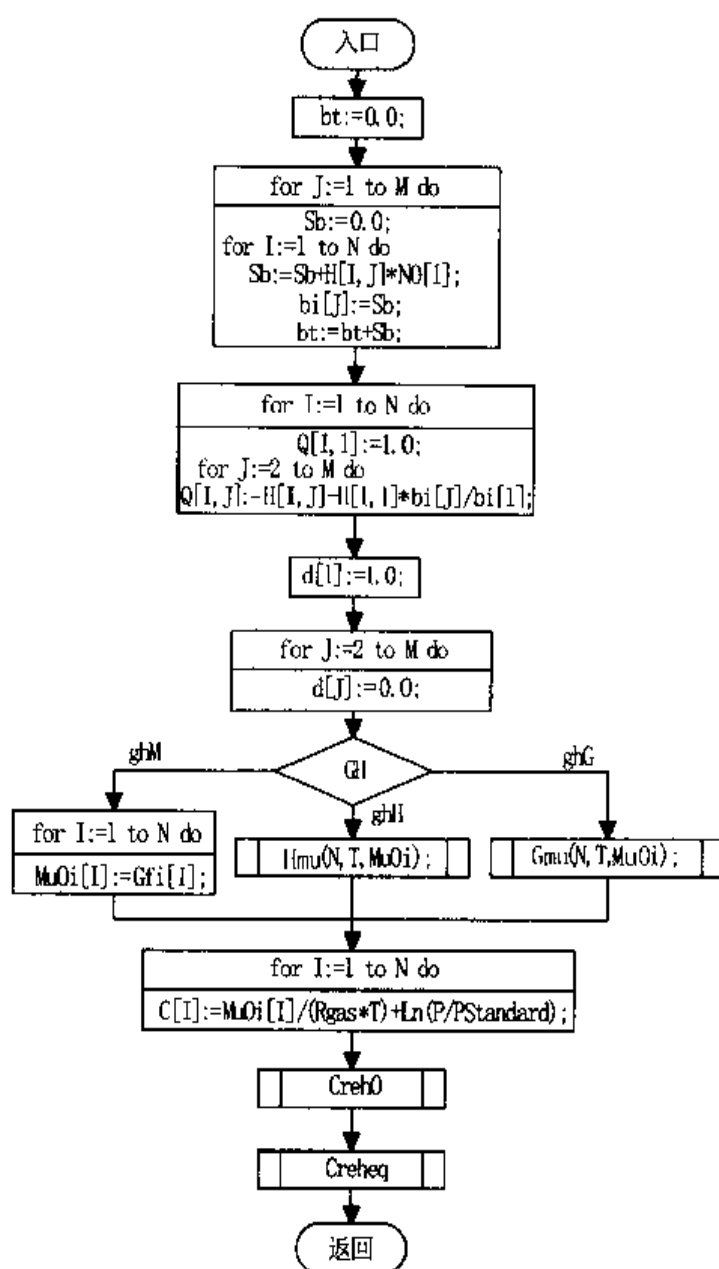 入口
bt:=0.0;
for J:=1 to M do
Sb:=0.0;
for I:=1 to N do
Sb:=Sb+H[I,J]*N0[1];
bi[J]:=Sb;
bt:=bt+Sb;
for I:=1 to N do
Q[I,1]:=1.0;
for J:=2 to M do
Q[I,J]:=H[I,J]-H[1,1]*bi[J]/bi[1];
d[1]:=1.0;
for J:=2 to M do
d[J]:=0.0;
ghM
GH
ghG
ghH
for I:=1 to N do
MuOi[I]:=Gfi[I];
Hmu(N,T,MuOi);
Gmu(N,T,MuOi);
for I:=1 to N do
C[I]:=MuOi[I]/(Rgas*T)+Ln(P/PStandard);
Creh0
Creheq
返回